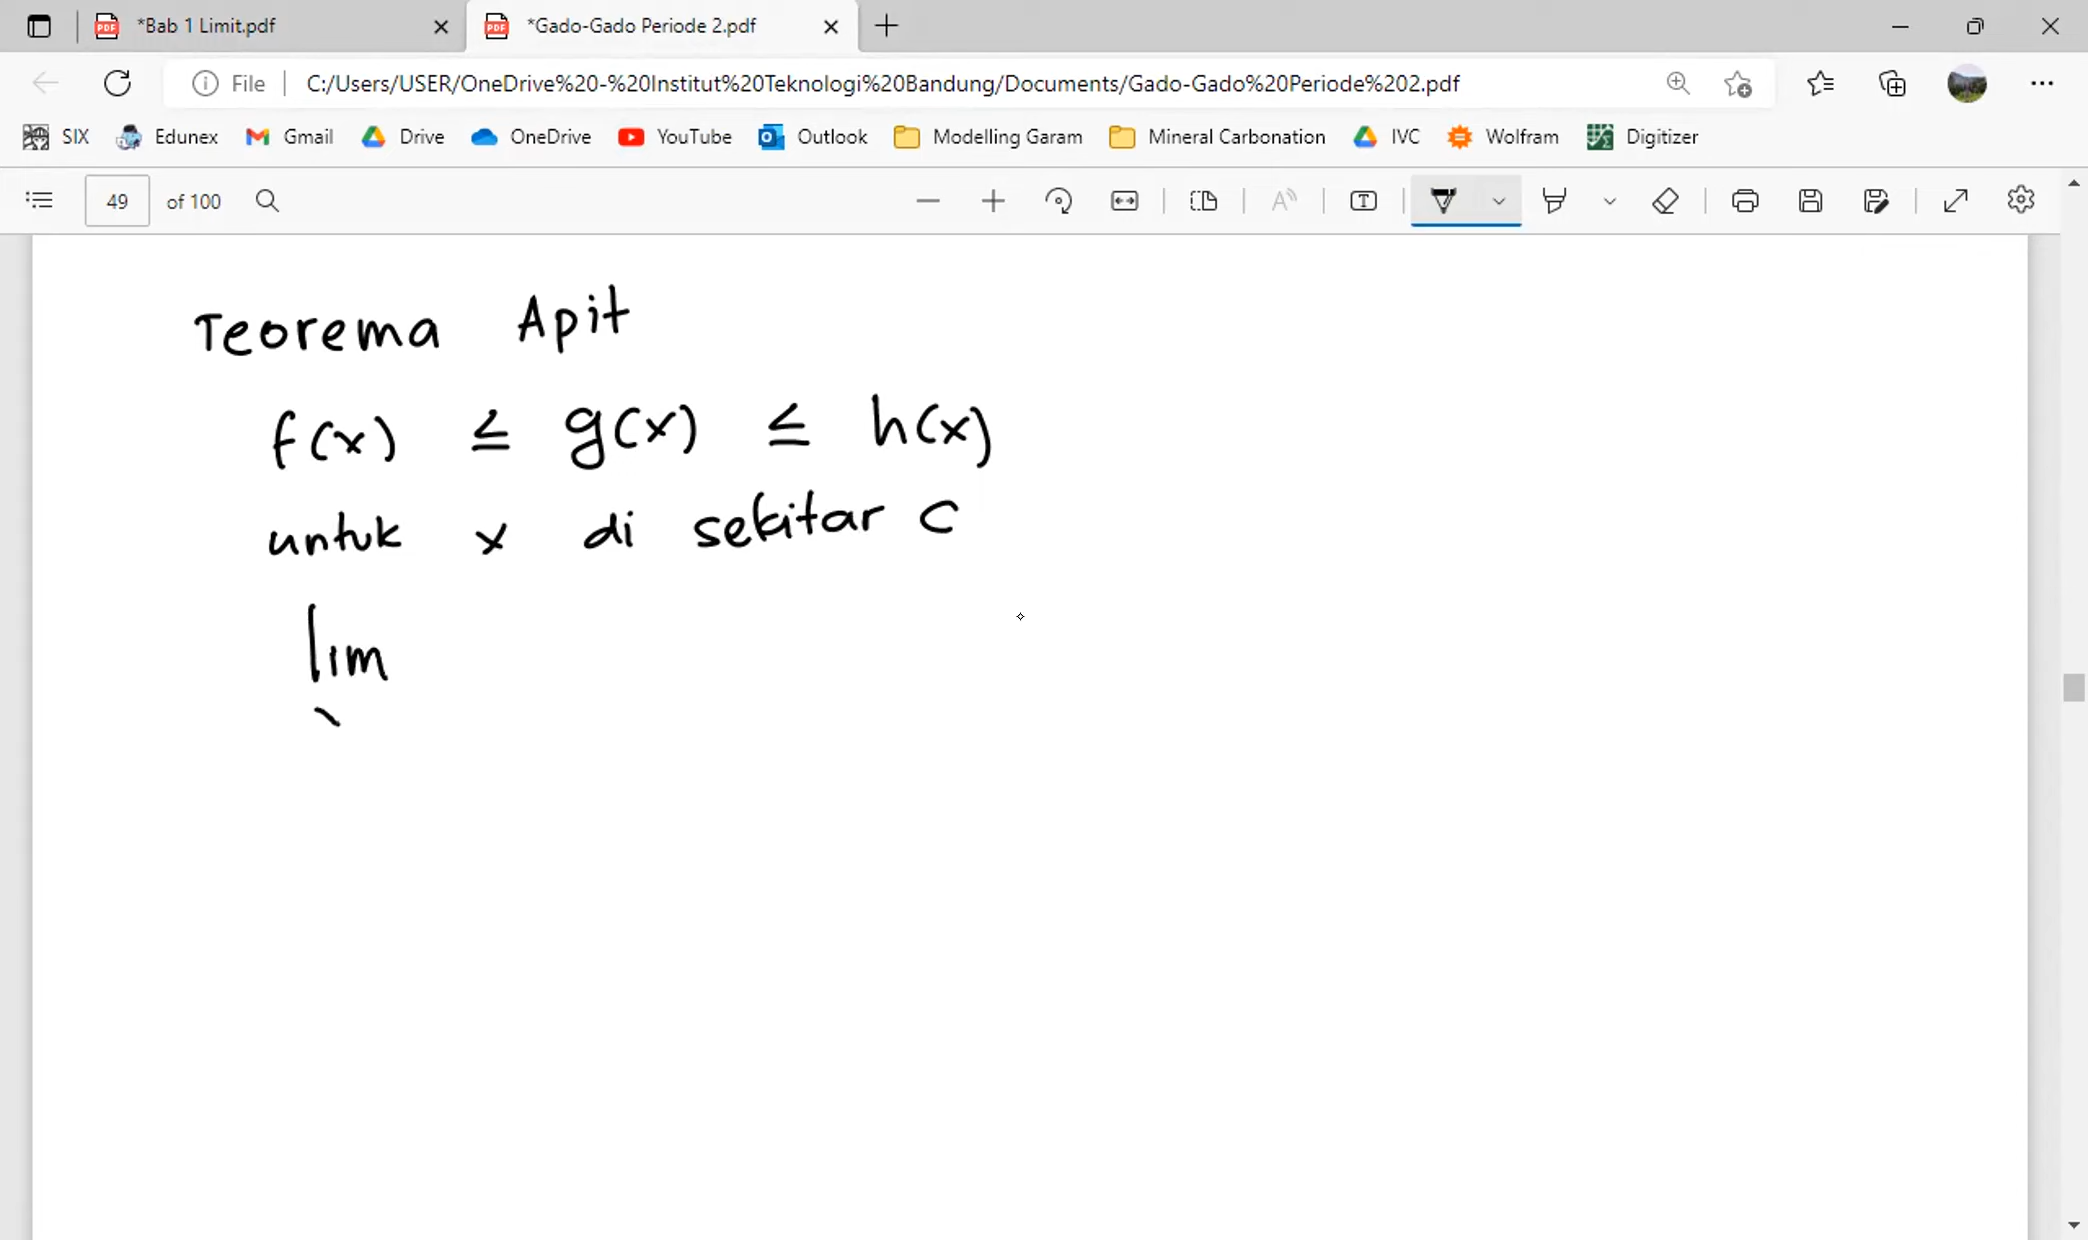 *Bab 1 Limit.pdf
*Gado-Gado Periode 2.pdf
File C:/Users/USER/OneDrive%20-%20Institut%20Teknologi%20Bandung/Documents/Gado-Gado%20Periode%202.pdf
SIX Edunex Gmail Drive OneDrive YouTube Outlook Modelling Garam Mineral Carbonation IVC Wolfram Digitizer
49 of 100
Teorema Apit
f(x) ≤ g(x) ≤ h(x)
untuk x di sekitar c
lim